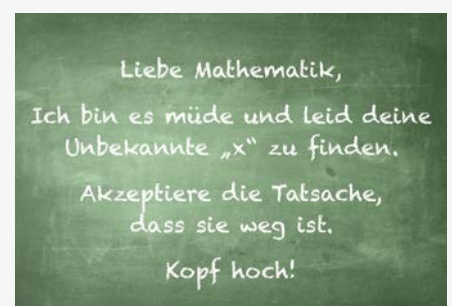 Liebe Mathematik,
Ich bin es müde und leid deine
Unbekannte „x“ zu finden.
Akzeptiere die Tatsache,
dass sie weg ist.
Kopf hoch!